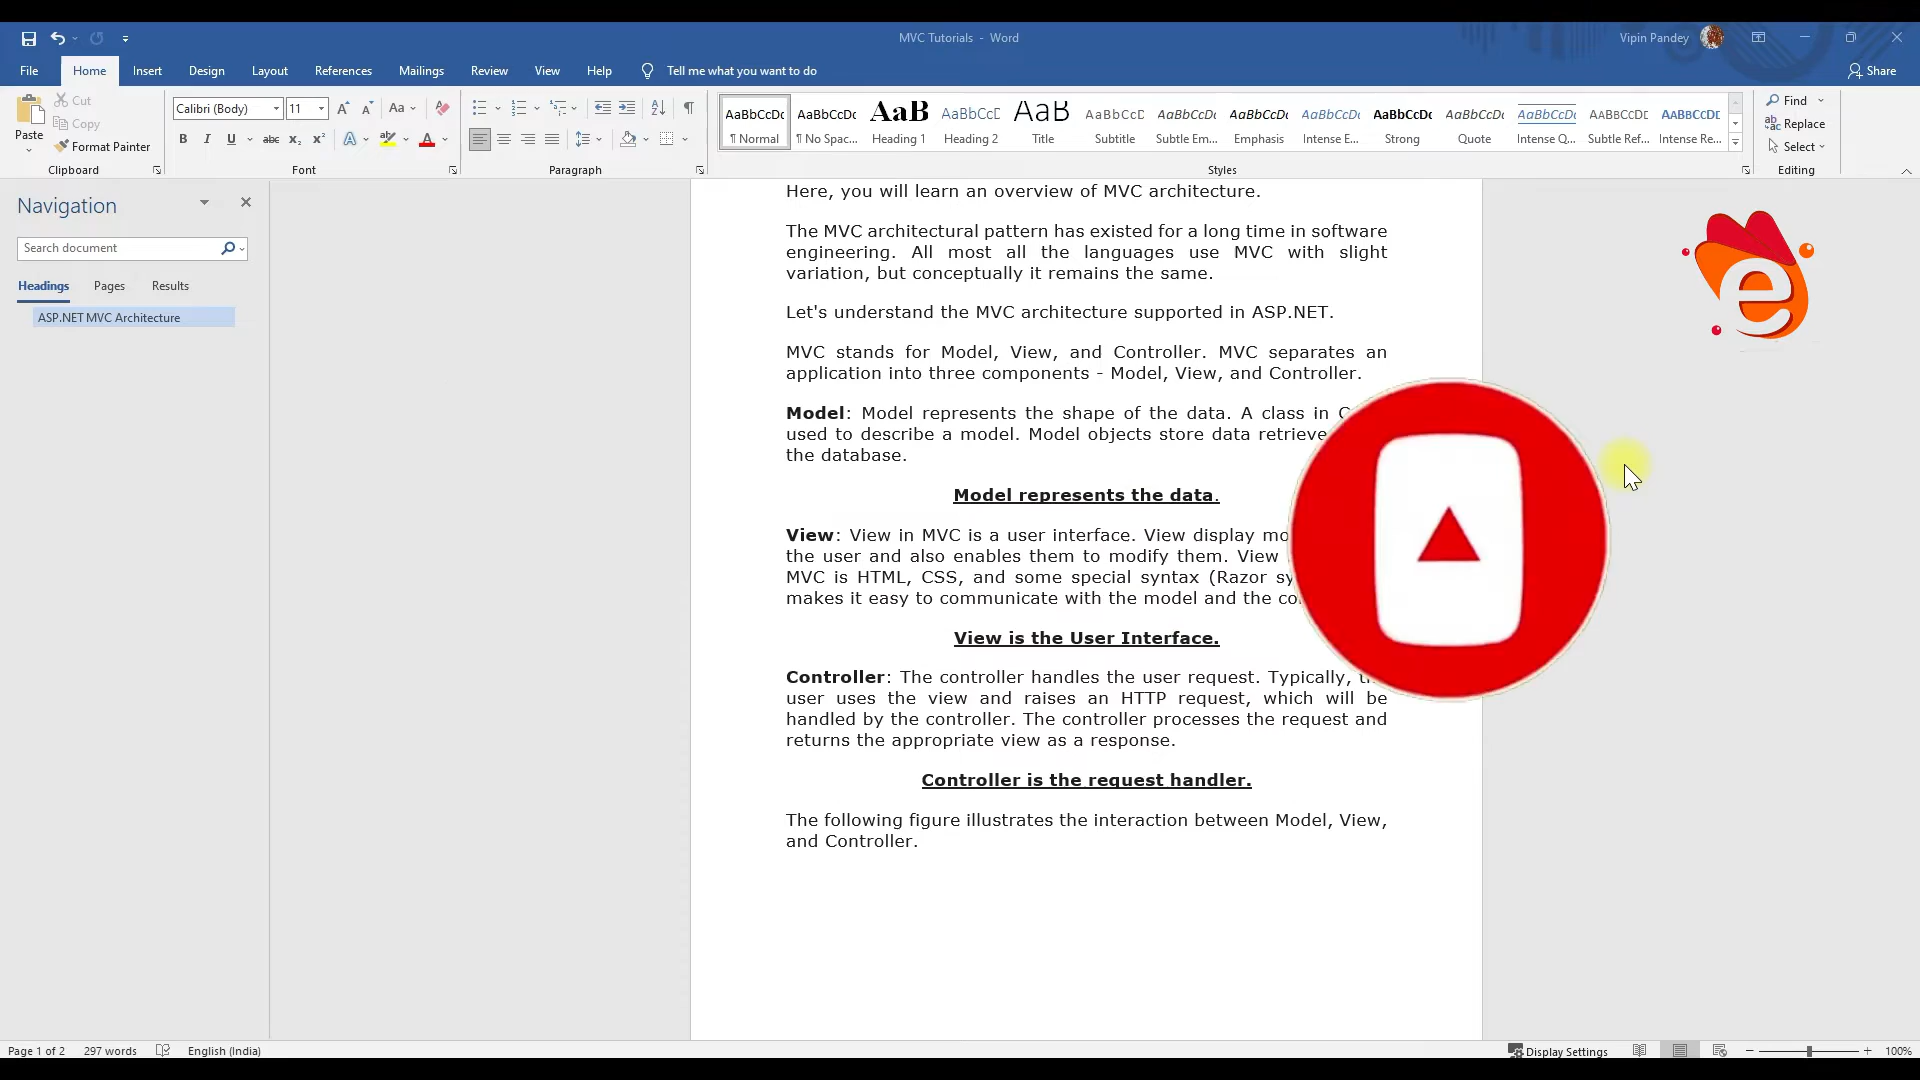 MVC Tutorials - Word
Vipin Pandey
File Home Insert Design Layout References Mailings Review View Help Tell me what you want to do
Share
Paste
Cut
Copy
Format Painter
Clipboard
Calibri (Body) 11
Font
Paragraph
AaBbCcDc AaBbCcDc AaB AaBbCcD AaB AaBbCcD AaBbCcDc AaBbCcDc AaBbCcDc AaBbCcDc AaBbCcDc AaBbCcDc AABBCCDD AABBCCDD
¶ Normal ¶ No Spac... Heading 1 Heading 2 Title Subtitle Subtle Em... Emphasis Intense E... Strong Quote Intense Q... Subtle Ref... Intense Re...
Styles
Find
Replace
Select
Editing
Navigation
Search document
Headings Pages Results
ASP.NET MVC Architecture
Here, you will learn an overview of MVC architecture.
The MVC architectural pattern has existed for a long time in software
engineering. All most all the languages use MVC with slight
variation, but conceptually it remains the same.
Let's understand the MVC architecture supported in ASP.NET.
MVC stands for Model, View, and Controller. MVC separates an
application into three components - Model, View, and Controller.
Model: Model represents the shape of the data. A class in
used to describe a model. Model objects store data
the database.
Model represents the data.
View: View in MVC is a user interface. View display
the user and also enables them to modify them. View
MVC is HTML, CSS, and some special syntax (Razor
makes it easy to communicate with the model and the
View is the User Interface.
Controller: The controller handles the user request. Typically,
user uses the view and raises an HTTP request, which will be
handled by the controller. The controller processes the request and
returns the appropriate view as a response.
Controller is the request handler.
The following figure illustrates the interaction between Model, View,
and Controller.
e
Page 1 of 2 297 words English (India)
Display Settings
100%